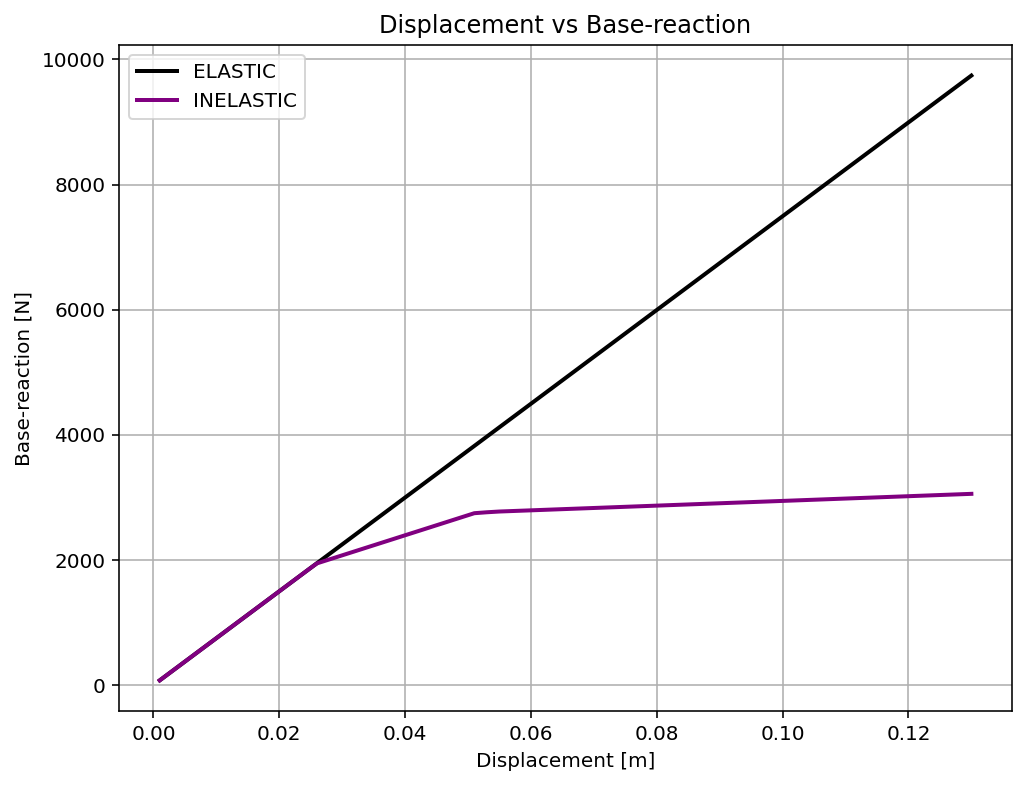 Displacement vs Base-reaction
ELASTIC
INELASTIC
Base-reaction [N]
10000
8000
6000
4000
2000
0
0.00 0.02 0.04 0.06 0.08 0.10 0.12
Displacement [m]